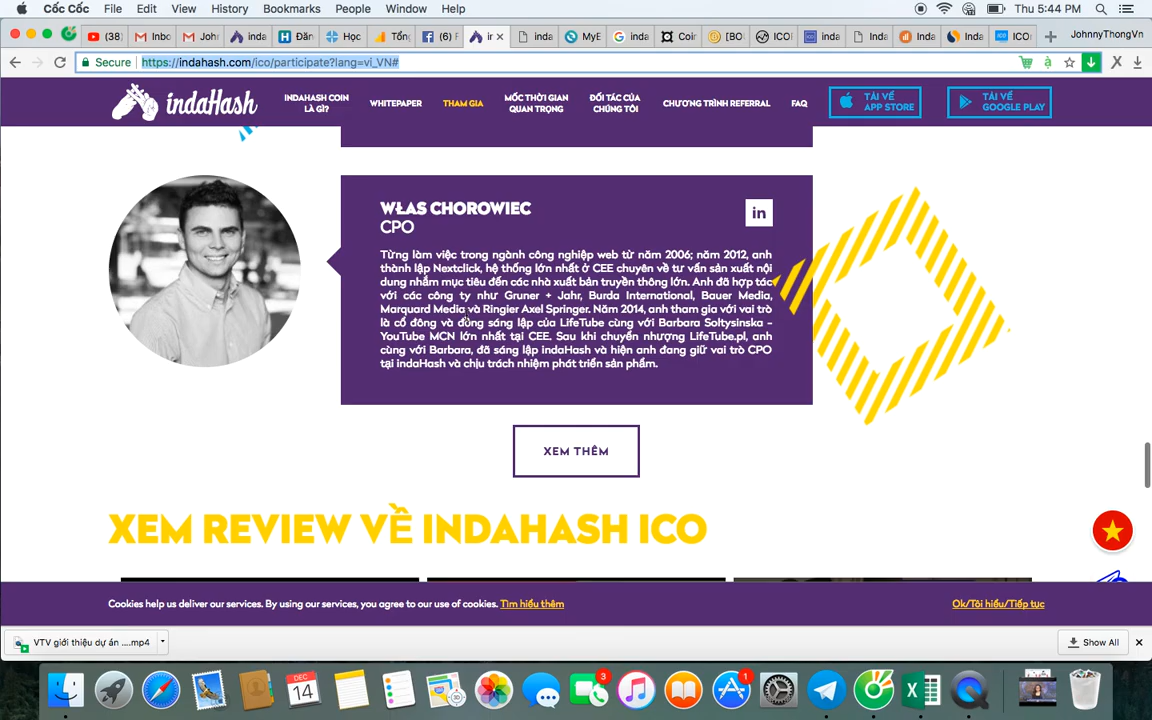 Cốc Cốc File Edit View History Bookmarks People Window Help Thu 5:44 PM
(38) Inbo John inda Đăn Học Tổn (6) F ir inda MyE inda Coir [BO ICO inda Inda inda Inda ICO JohnnyThongVn
Secure https://indahash.com/ico/participate?lang=vi_VN#
indaHash
INDAHASH COIN LÀ GÌ?
WHITEPAPER
THAM GIA
MỐC THỜI GIAN QUAN TRỌNG
ĐỐI TÁC CỦA CHÚNG TÔI
CHƯƠNG TRÌNH REFERRAL
FAQ
TẢI VỀ APP STORE
TẢI VỀ GOOGLE PLAY
WŁAS CHOROWIEC
in
CPO
Từng làm việc trong ngành công nghiệp web từ năm 2006; năm 2012, anh
thành lập Nextclick, hệ thống lớn nhất ở CEE chuyên về tư vấn sản xuất nội
dung nhắm mục tiêu đến các nhà xuất bản truyền thông lớn. Anh đã hợp tác
với các công ty như Gruner + Jahr, Burda International, Bauer Media,
Marquard Media và Ringier Axel Springer. Năm 2014, anh tham gia với vai trò
là cổ đông và đồng sáng lập của LifeTube cùng với Barbara Sołtysinska -
YouTube MCN lớn nhất tại CEE. Sau khi chuyển nhượng LifeTube.pl, anh
cùng với Barbara, đã sáng lập indaHash và hiện anh đang giữ vai trò CPO
tại indaHash và chịu trách nhiệm phát triển sản phẩm.
XEM THÊM
XEM REVIEW VỀ INDAHASH ICO
Cookies help us deliver our services. By using our services, you agree to our use of cookies. Tìm hiểu thêm
Ok/Tôi hiểu/Tiếp tục
VTV giới thiệu dự án ....mp4
Show All
DEC
14
3
1